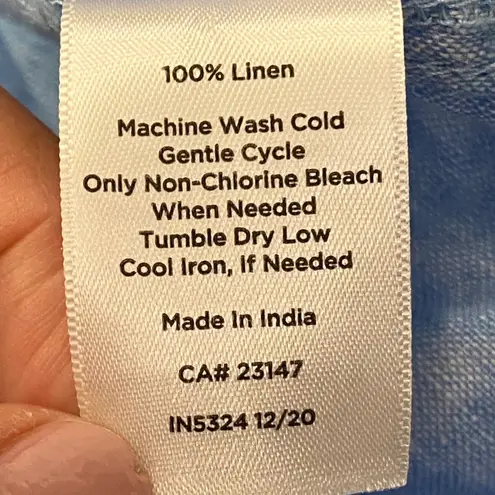 100% Linen
Machine Wash Cold
Gentle Cycle
Only Non-Chlorine Bleach
When Needed
Tumble Dry Low
Cool Iron, If Needed
Made In India
CA# 23147
IN5324 12/20